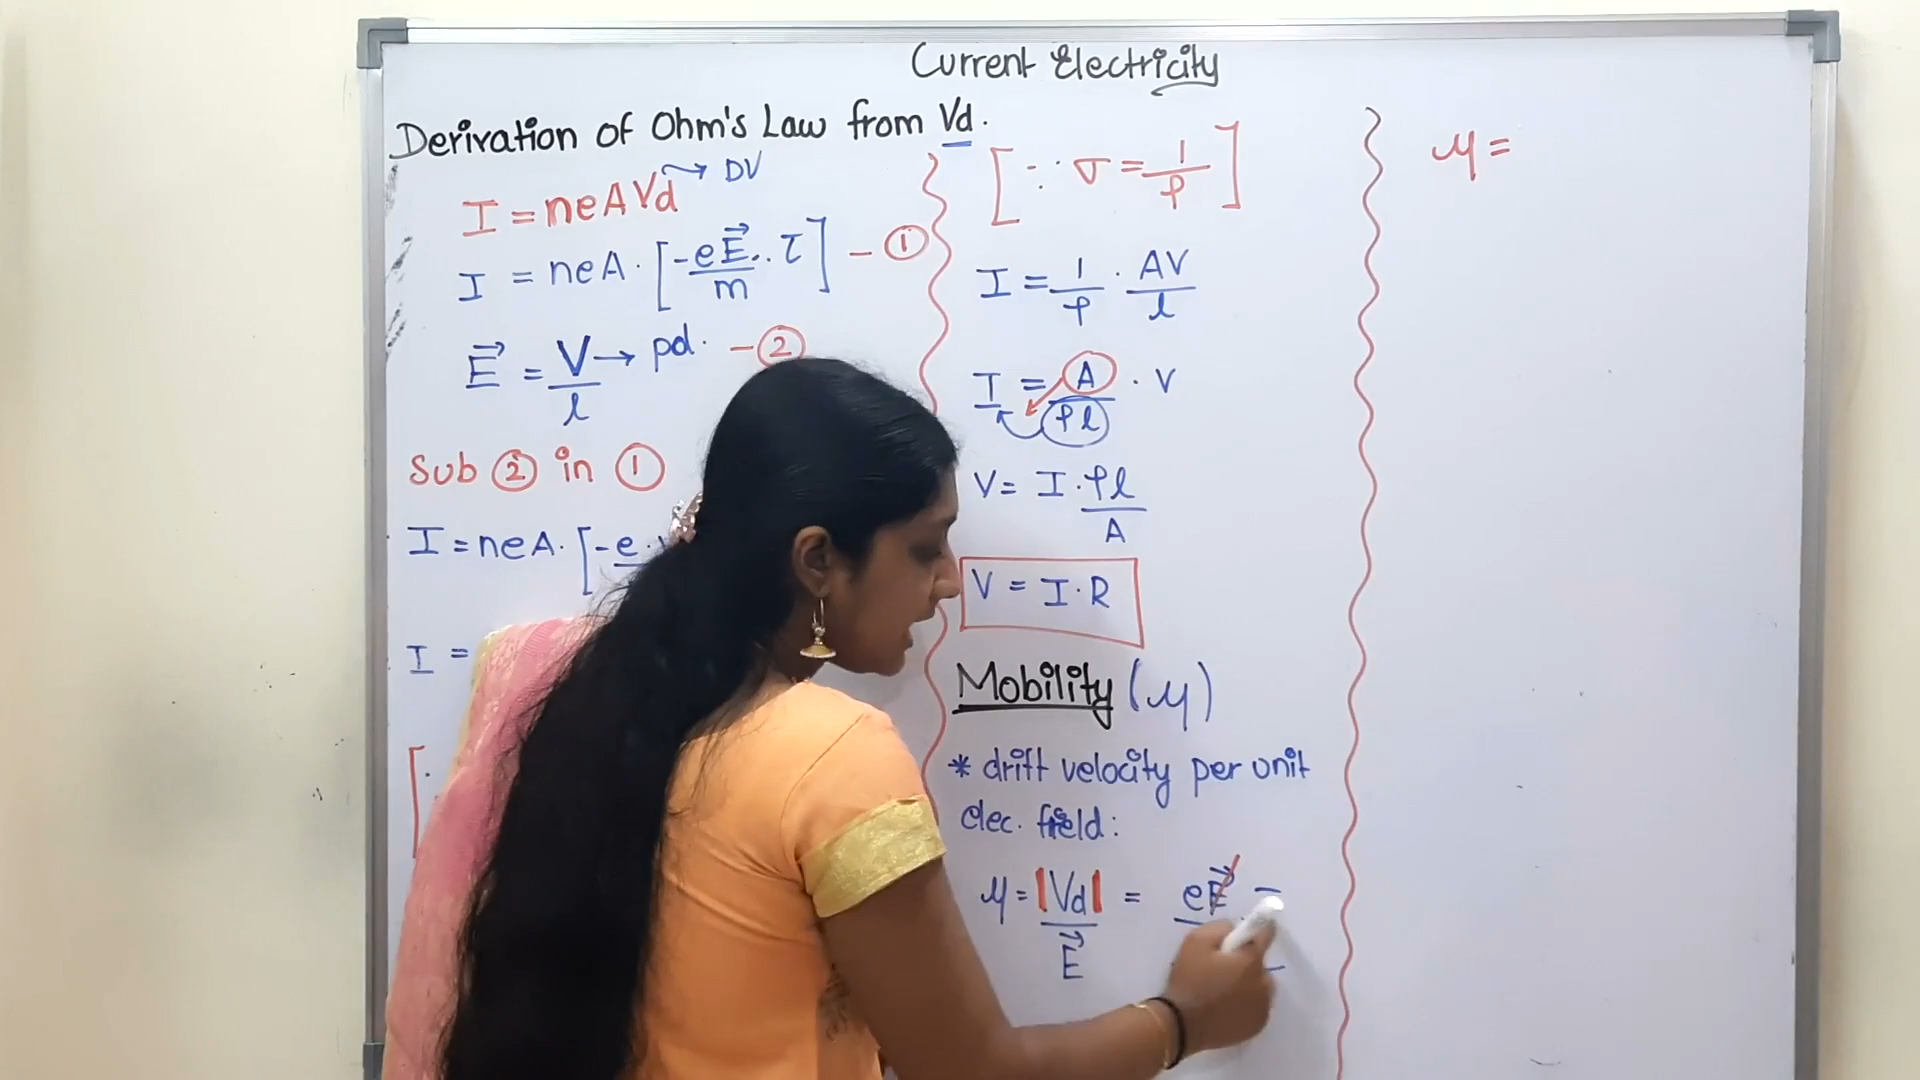 Current Electricity
Derivation of Ohm's Law from Vd.
I = neAVd → DV
I = neA · [-eE⃗/m · τ] - ①
E⃗ = V/l → pd. - ②
Sub ② in ①
I = neA · [-e ·
I =
[·
[∵ σ = 1/ρ]
I = 1/ρ · AV/l
I = A/ρl · V
V = I · ρl/A
V = I·R
Mobility (μ)
* drift velocity per unit
elec. field:
μ = |Vd|/E⃗ = eE⃗
μ =